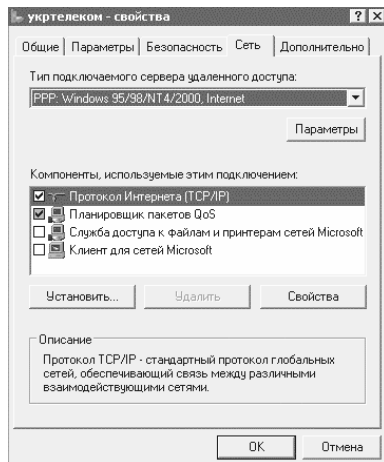 укртелеком - свойства
Общие Параметры Безопасность Сеть Дополнительно
Тип подключаемого сервера удаленного доступа:
PPP: Windows 95/98/NT4/2000, Internet
Параметры
Компоненты, используемые этим подключением:
Протокол Интернета (TCP/IP)
Планировщик пакетов QoS
Служба доступа к файлам и принтерам сетей Microsoft
Клиент для сетей Microsoft
Установить... Удалить Свойства
Описание
Протокол TCP/IP - стандартный протокол глобальных
сетей, обеспечивающий связь между различными
взаимодействующими сетями.
OK Отмена